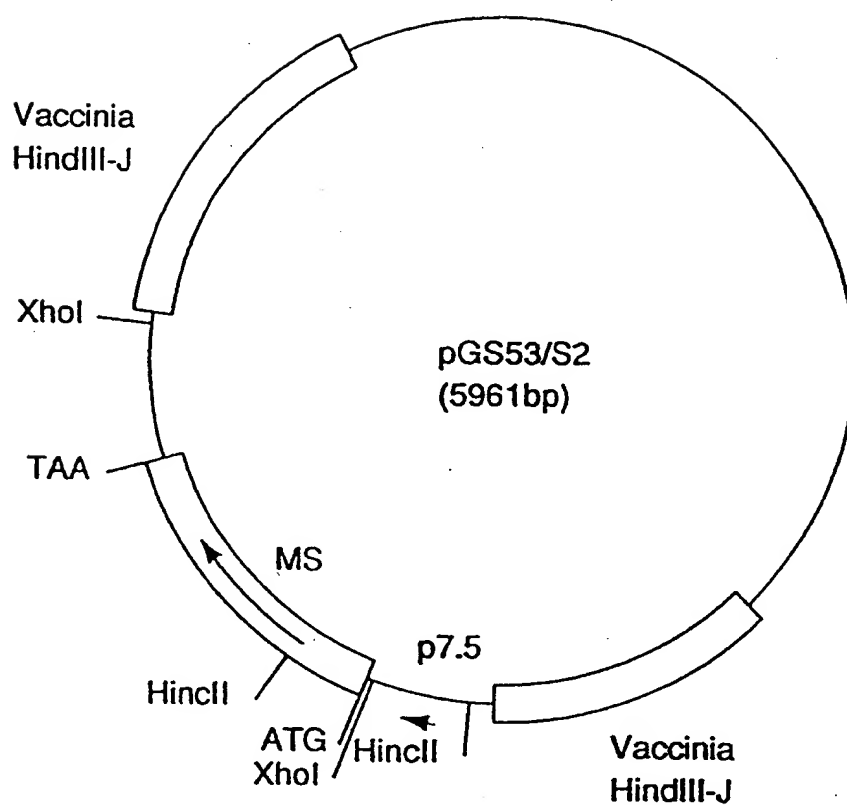 Vaccinia
HindIII-J
XhoI
pGS53/S2
(5961bp)
TAA
MS
p7.5
HincII
ATG
XhoI
HincII
Vaccinia
HindIII-J